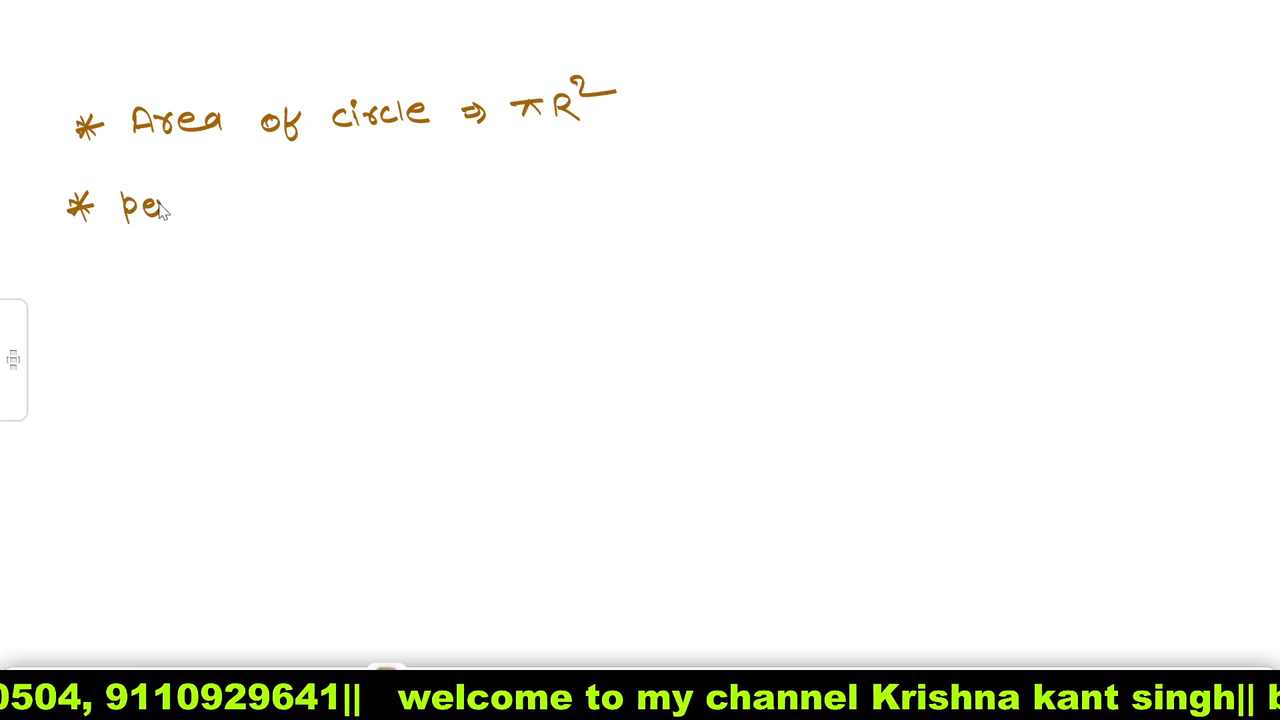 * Area of circle ⇒ πR²
* pe
0504, 9110929641|| welcome to my channel Krishna kant singh|| b